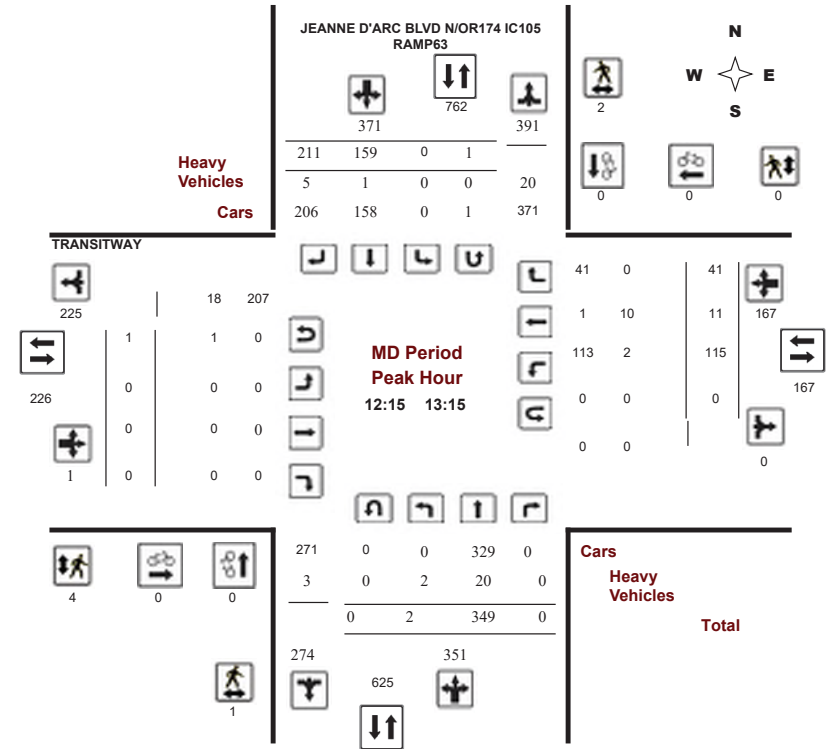 JEANNE D'ARC BLVD N/OR174 IC105
RAMP63
N
W E
S
762
2
371 391
211 159 0 1
Heavy
Vehicles
5 1 0 0 20
Cars
206 158 0 1 371
0 0 0
TRANSITWAY
225
18 207
41 0 41
167
1 1 0
1 10 11
226
MD Period
Peak Hour
12:15 13:15
113 2 115
167
0 0 0
0 0 0
0 0 0
0 0
0
1
0 0 0
271 0 0 329 0
Cars
3 0 2 20 0
Heavy
Vehicles
4 0 0
0 2 349 0
Total
274 351
625
1